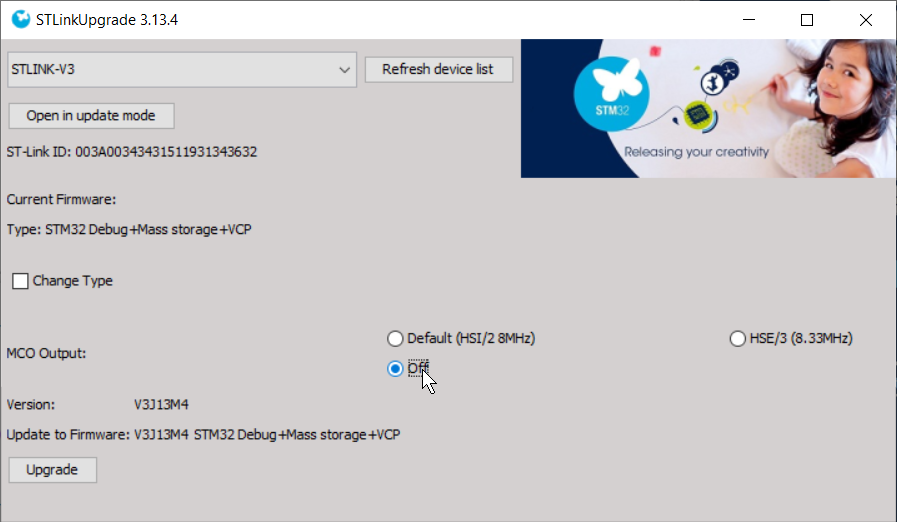 STLinkUpgrade 3.13.4
STLINK-V3
Refresh device list
Open in update mode
STM32
Releasing your creativity
ST-Link ID: 003A00343431511931343632
Current Firmware:
Type: STM32 Debug+Mass storage+VCP
Change Type
MCO Output:
Default (HSI/2 8MHz)
HSE/3 (8.33MHz)
Off
Version: V3J13M4
Update to Firmware: V3J13M4 STM32 Debug+Mass storage+VCP
Upgrade